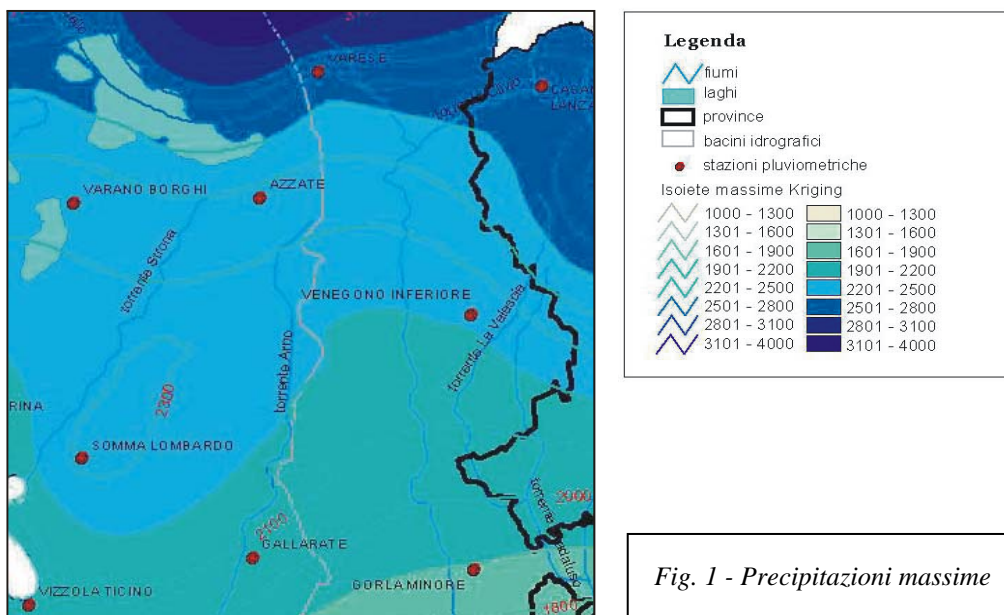 VARESE
CAGAN
LANZA
VARANO BORGHI
AZZATE
torrente Strona
VENEGONO INFERIORE
torrente La Valascia
torrente Arno
2300
RINA
SOMMA LOMBARDO
2000
2100
GALLARATE
GORLA MINORE
VIZZOLA TICINO
1800
Legenda
fiumi
laghi
province
bacini idrografici
stazioni pluviometriche
Isoiete massime Kriging
1000 - 1300 1000 - 1300
1301 - 1600 1301 - 1600
1601 - 1900 1601 - 1900
1901 - 2200 1901 - 2200
2201 - 2500 2201 - 2500
2501 - 2800 2501 - 2800
2801 - 3100 2801 - 3100
3101 - 4000 3101 - 4000
Fig. 1 - Precipitazioni massime